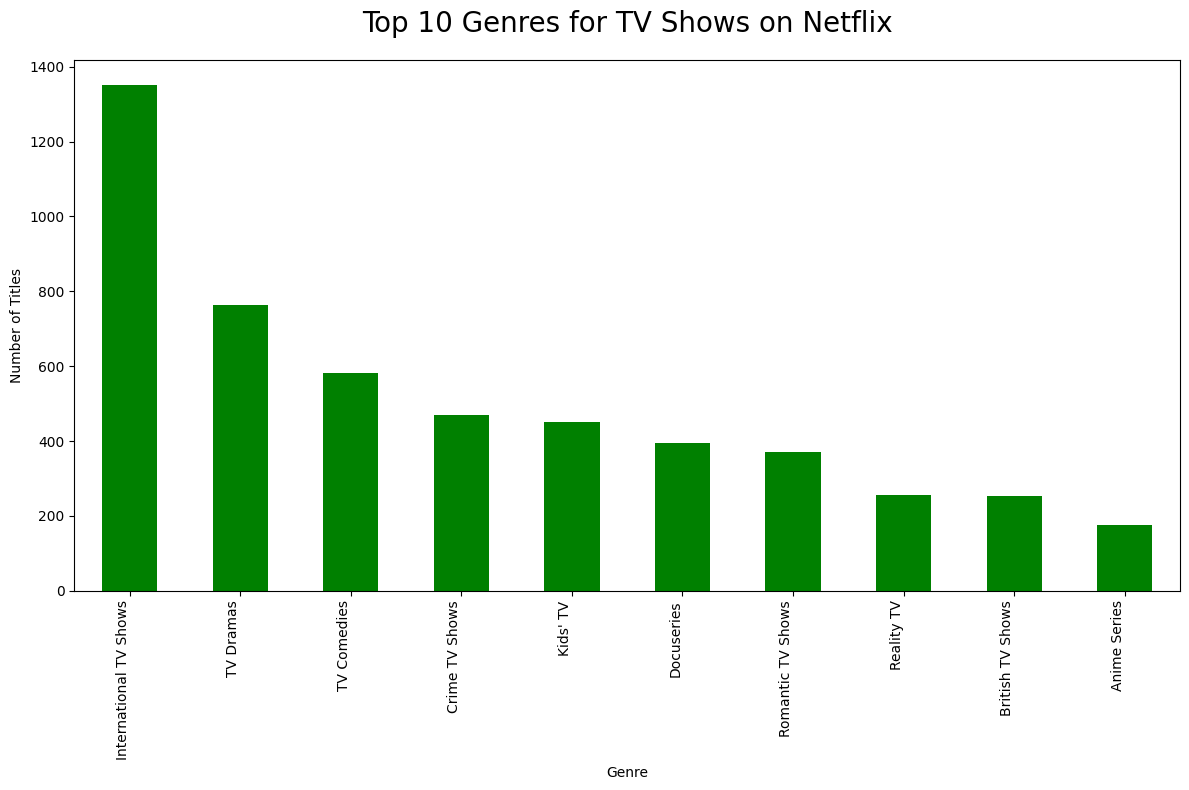 Top 10 Genres for TV Shows on Netflix
1400
1200
1000
800
600
400
200
0
Number of Titles
International TV Shows
TV Dramas
TV Comedies
Crime TV Shows
Kids' TV
Docuseries
Romantic TV Shows
Reality TV
British TV Shows
Anime Series
Genre